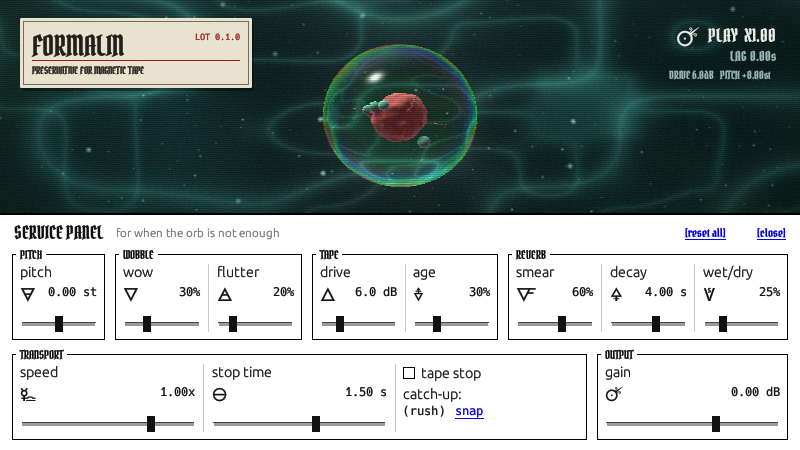 FORMALIN
LOT 0.1.0
PRESERVATIVE FOR MAGNETIC TAPE
PLAY X1.00
LAG 0.00s
DRIVE 6.0dB PITCH +0.00st
SERVICE PANEL for when the orb is not enough
[reset all] [close]
PITCH
pitch
0.00 st
WOBBLE
wow flutter
30% 20%
TAPE
drive age
6.0 dB 30%
REVERB
smear decay wet/dry
60% 4.00 s 25%
TRANSPORT
speed stop time
1.00x 1.50 s
tape stop
catch-up:
(rush) snap
OUTPUT
gain
0.00 dB